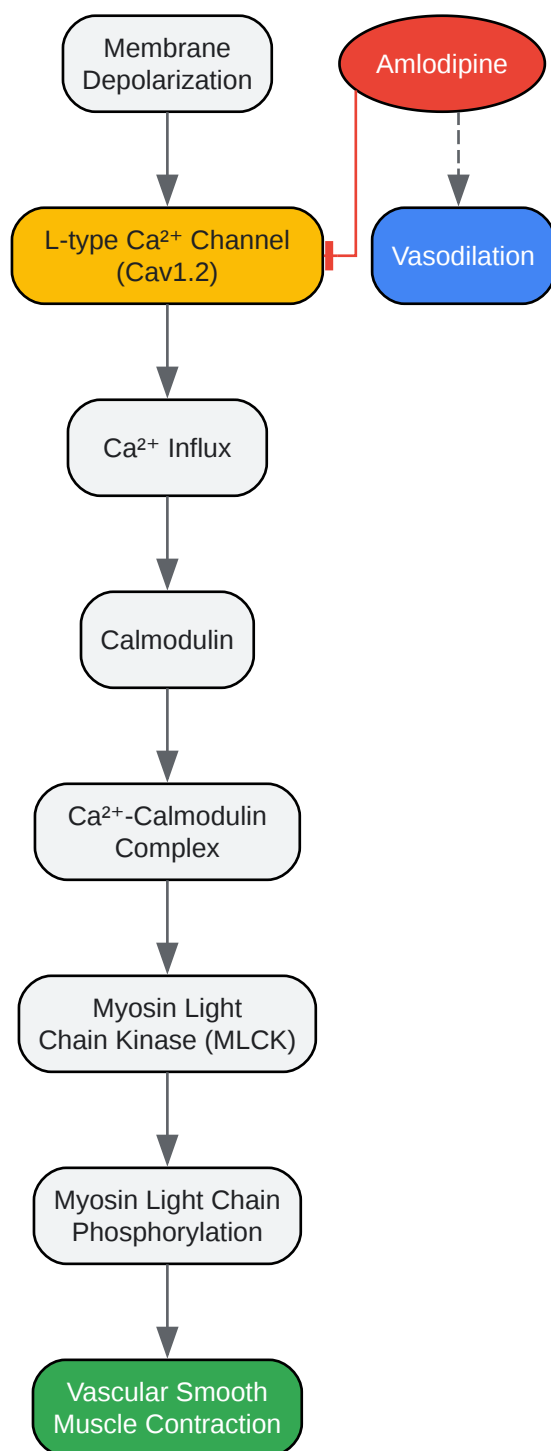 Membrane
Depolarization
Amlodipine
L-type Ca²⁺ Channel
(Cav1.2)
Vasodilation
Ca²⁺ Influx
Calmodulin
Ca²⁺-Calmodulin
Complex
Myosin Light
Chain Kinase (MLCK)
Myosin Light Chain
Phosphorylation
Vascular Smooth
Muscle Contraction